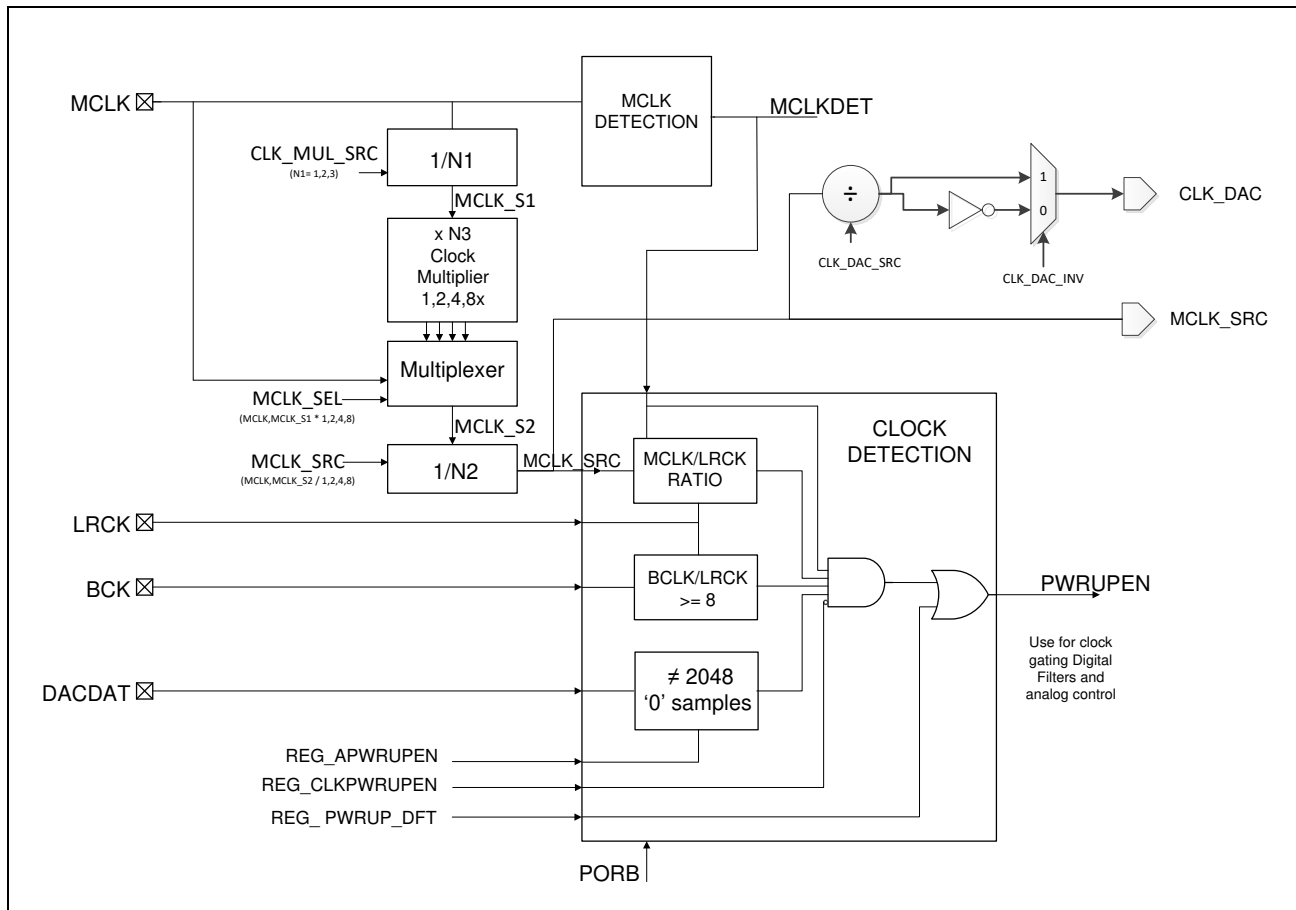 MCLK
MCLK
DETECTION
MCLKDET
CLK_MUL_SRC
(N1= 1,2,3)
1/N1
MCLK_S1
x N3
Clock
Multiplier
1,2,4,8x
Multiplexer
MCLK_SEL
(MCLK,MCLK_S1 * 1,2,4,8)
MCLK_S2
MCLK_SRC
(MCLK,MCLK_S2 / 1,2,4,8)
1/N2
MCLK_SRC
÷
CLK_DAC_SRC
1
0
CLK_DAC_INV
CLK_DAC
MCLK_SRC
CLOCK
DETECTION
MCLK/LRCK
RATIO
LRCK
BCK
BCLK/LRCK
>= 8
DACDAT
≠ 2048
‘0’ samples
REG_APWRUPEN
REG_CLKPWRUPEN
REG_ PWRUP_DFT
PORB
PWRUPEN
Use for clock
gating Digital
Filters and
analog control